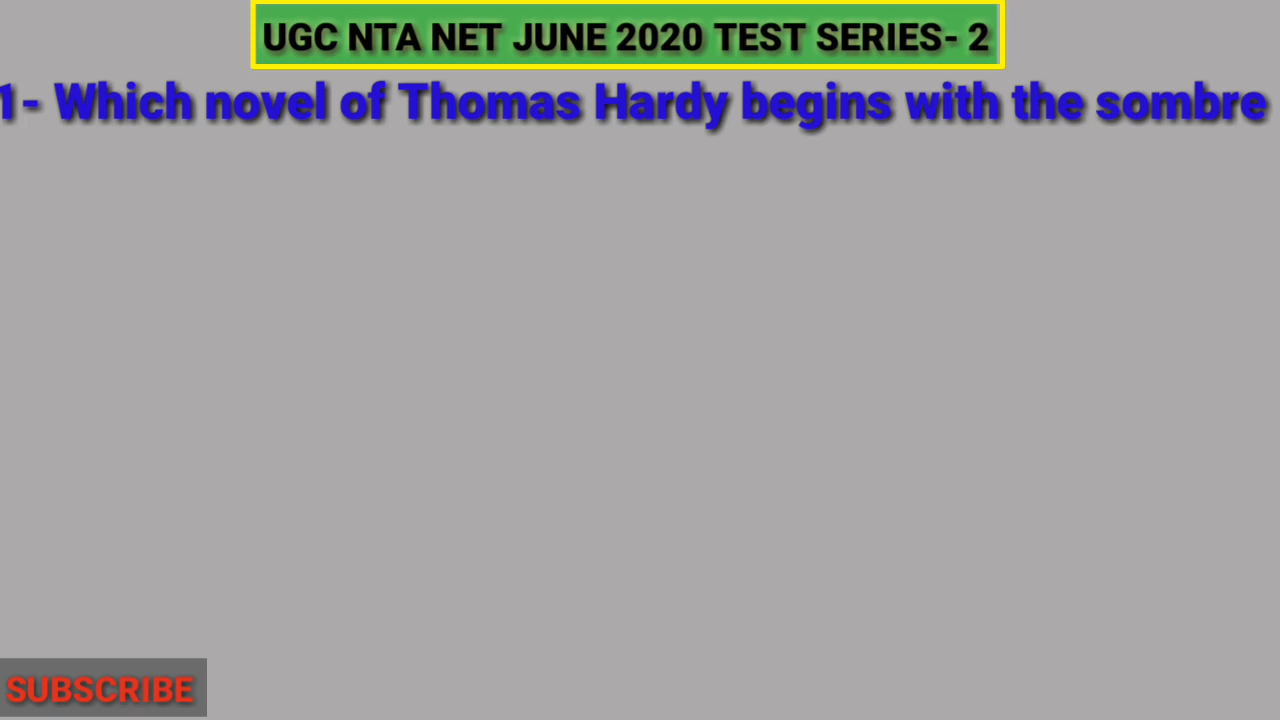 UGC NTA NET JUNE 2020 TEST SERIES- 2
1- Which novel of Thomas Hardy begins with the sombre
SUBSCRIBE